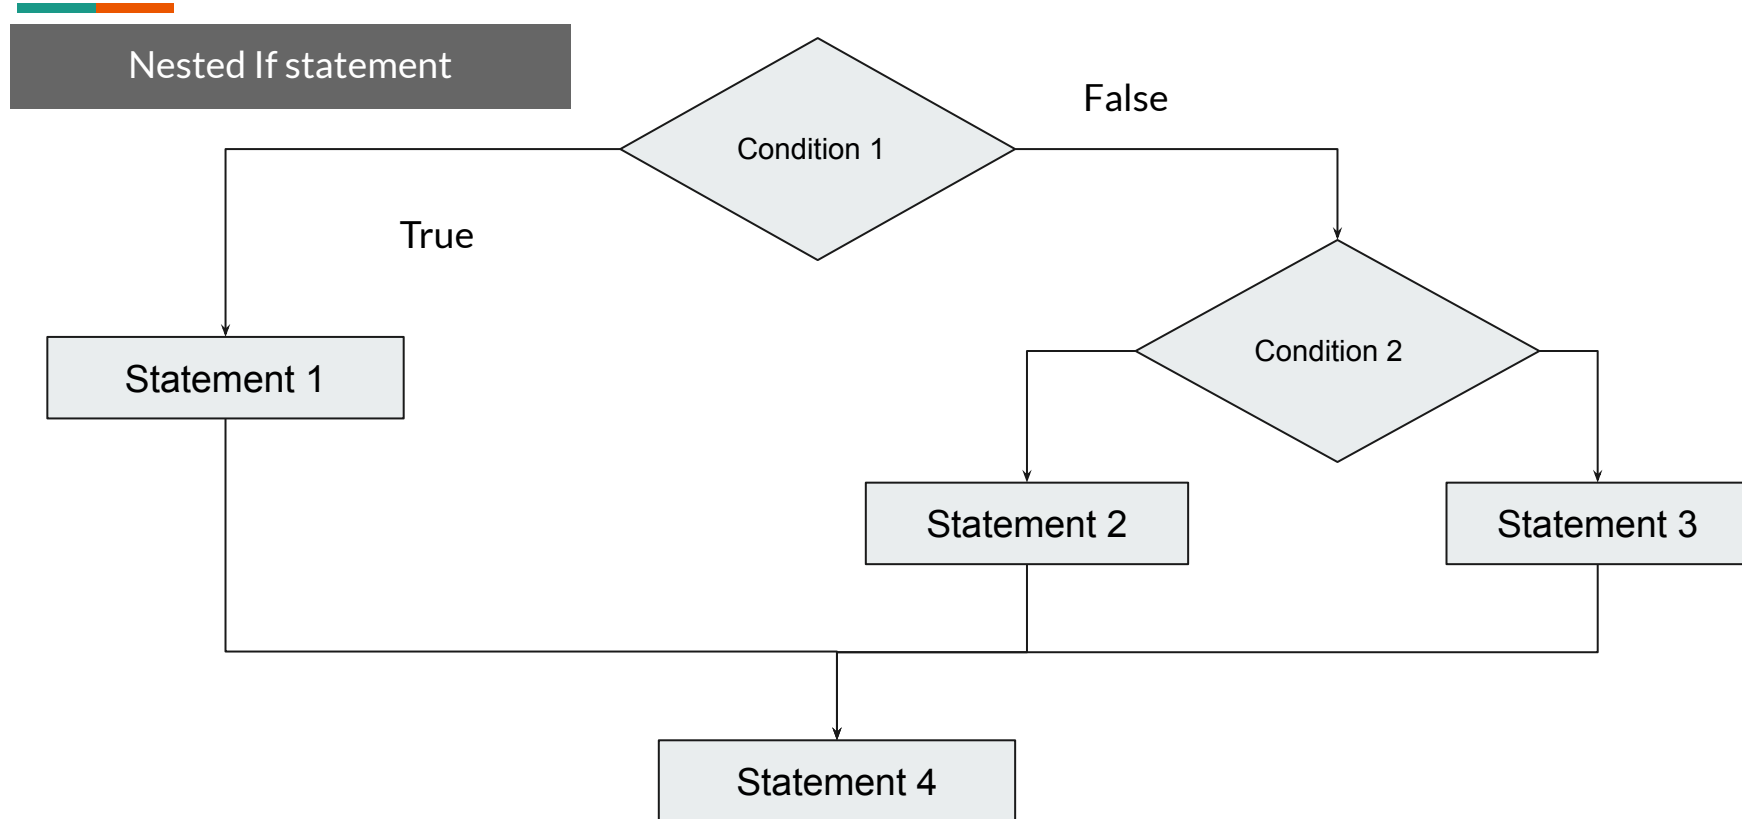 Nested If statement
False
Condition 1
True
Condition 2
Statement 1
Statement 2
Statement 3
Statement 4